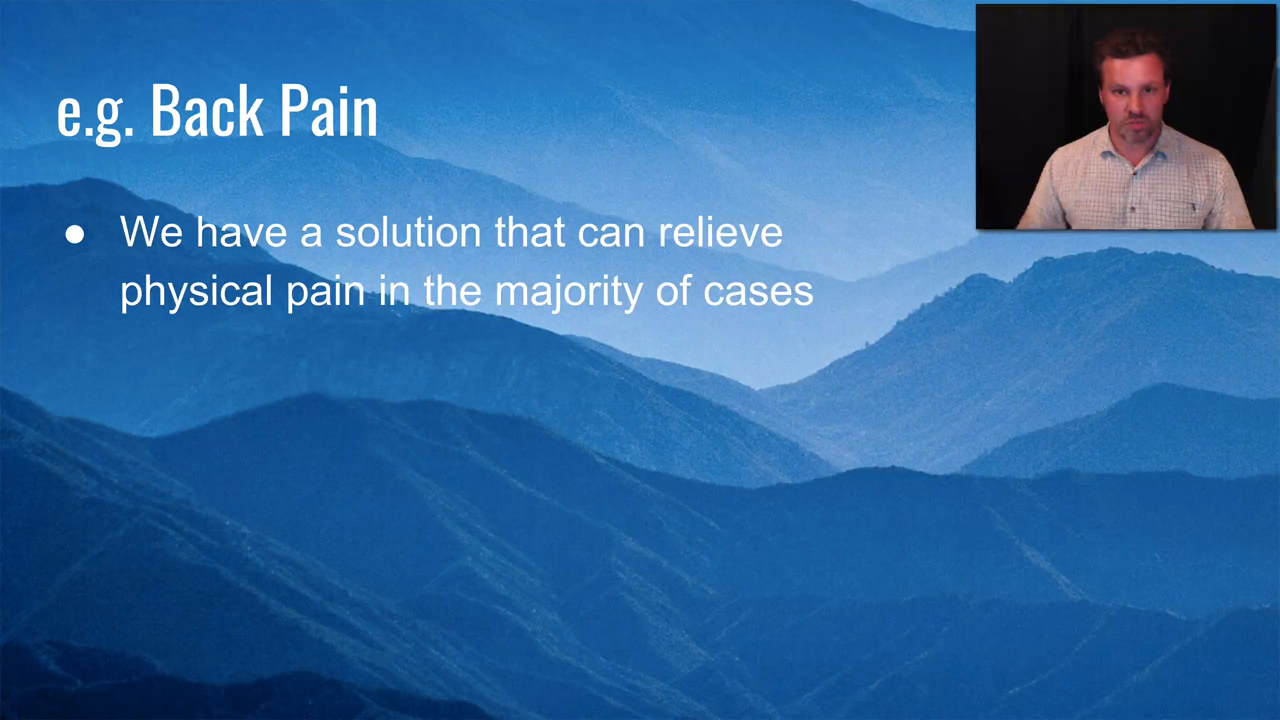 e.g. Back Pain
● We have a solution that can relieve
physical pain in the majority of cases